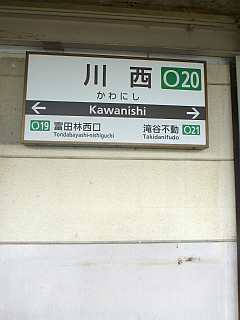 川西 O20
かわにし
← Kawanishi →
O19 富田林西口 滝谷不動 O21
Tondabayashi-nishiguchi Takidanifudo